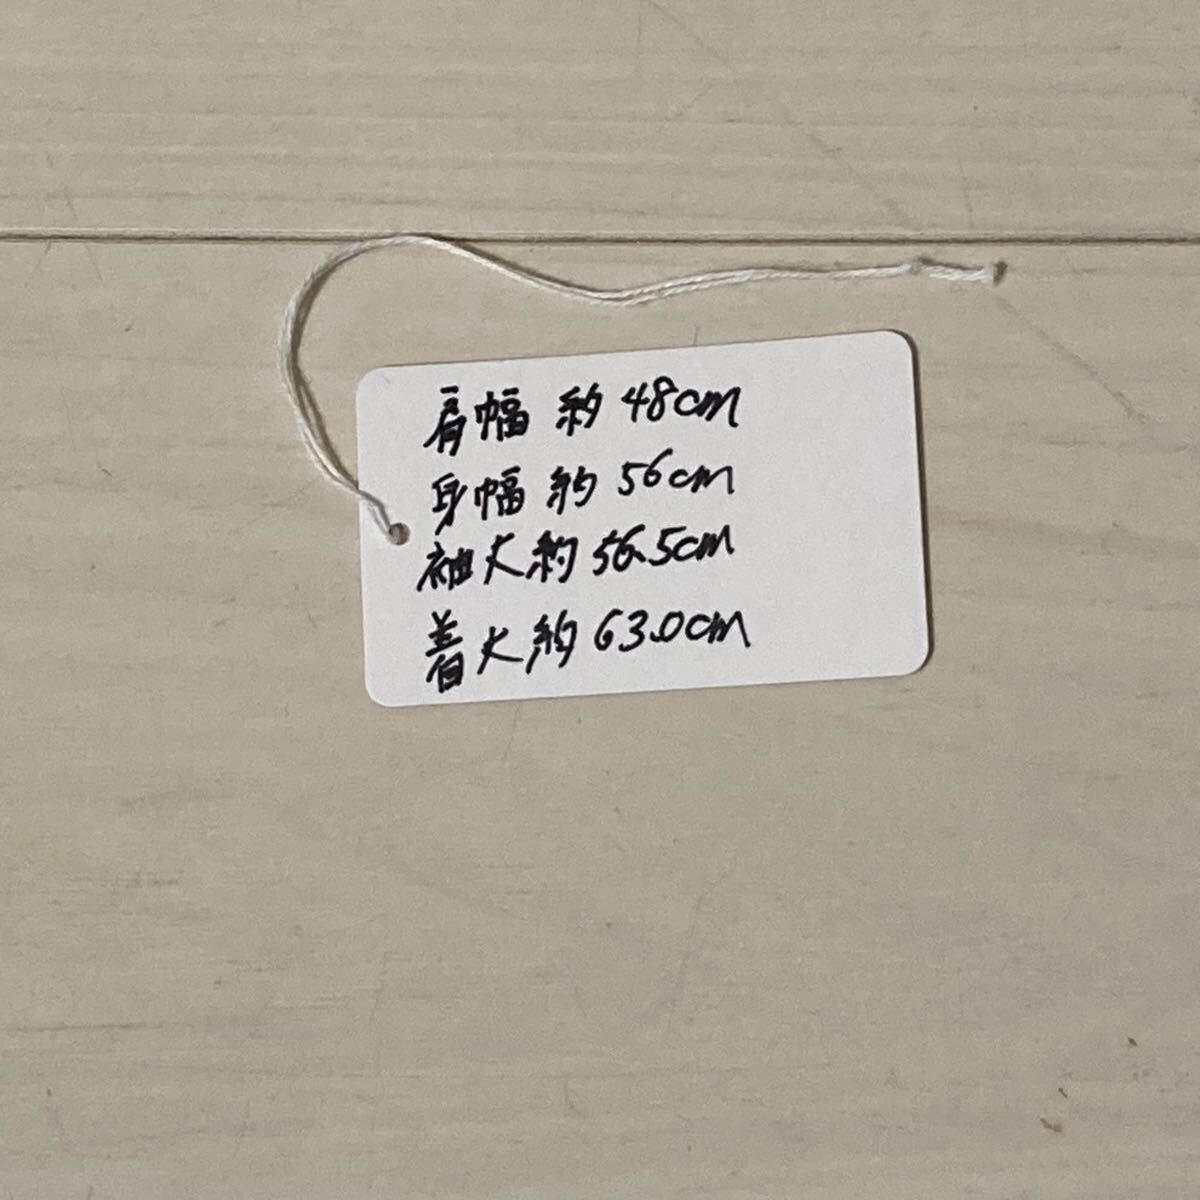 肩幅 約 48cm
身幅 約 56cm
袖丈 約 56.5cm
着丈 約 63.0cm